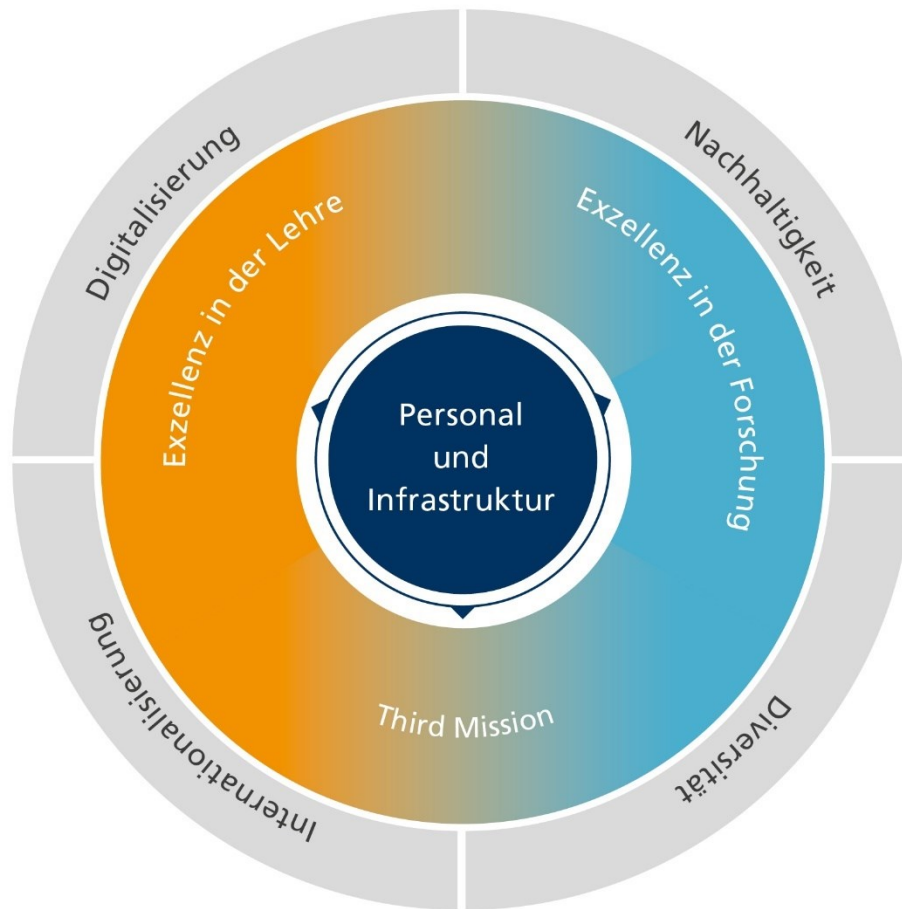 Digitalisierung
Nachhaltigkeit
Exzellenz in der Lehre
Exzellenz in der Forschung
Personal
und
Infrastruktur
Third Mission
Internationalisierung
Diversität